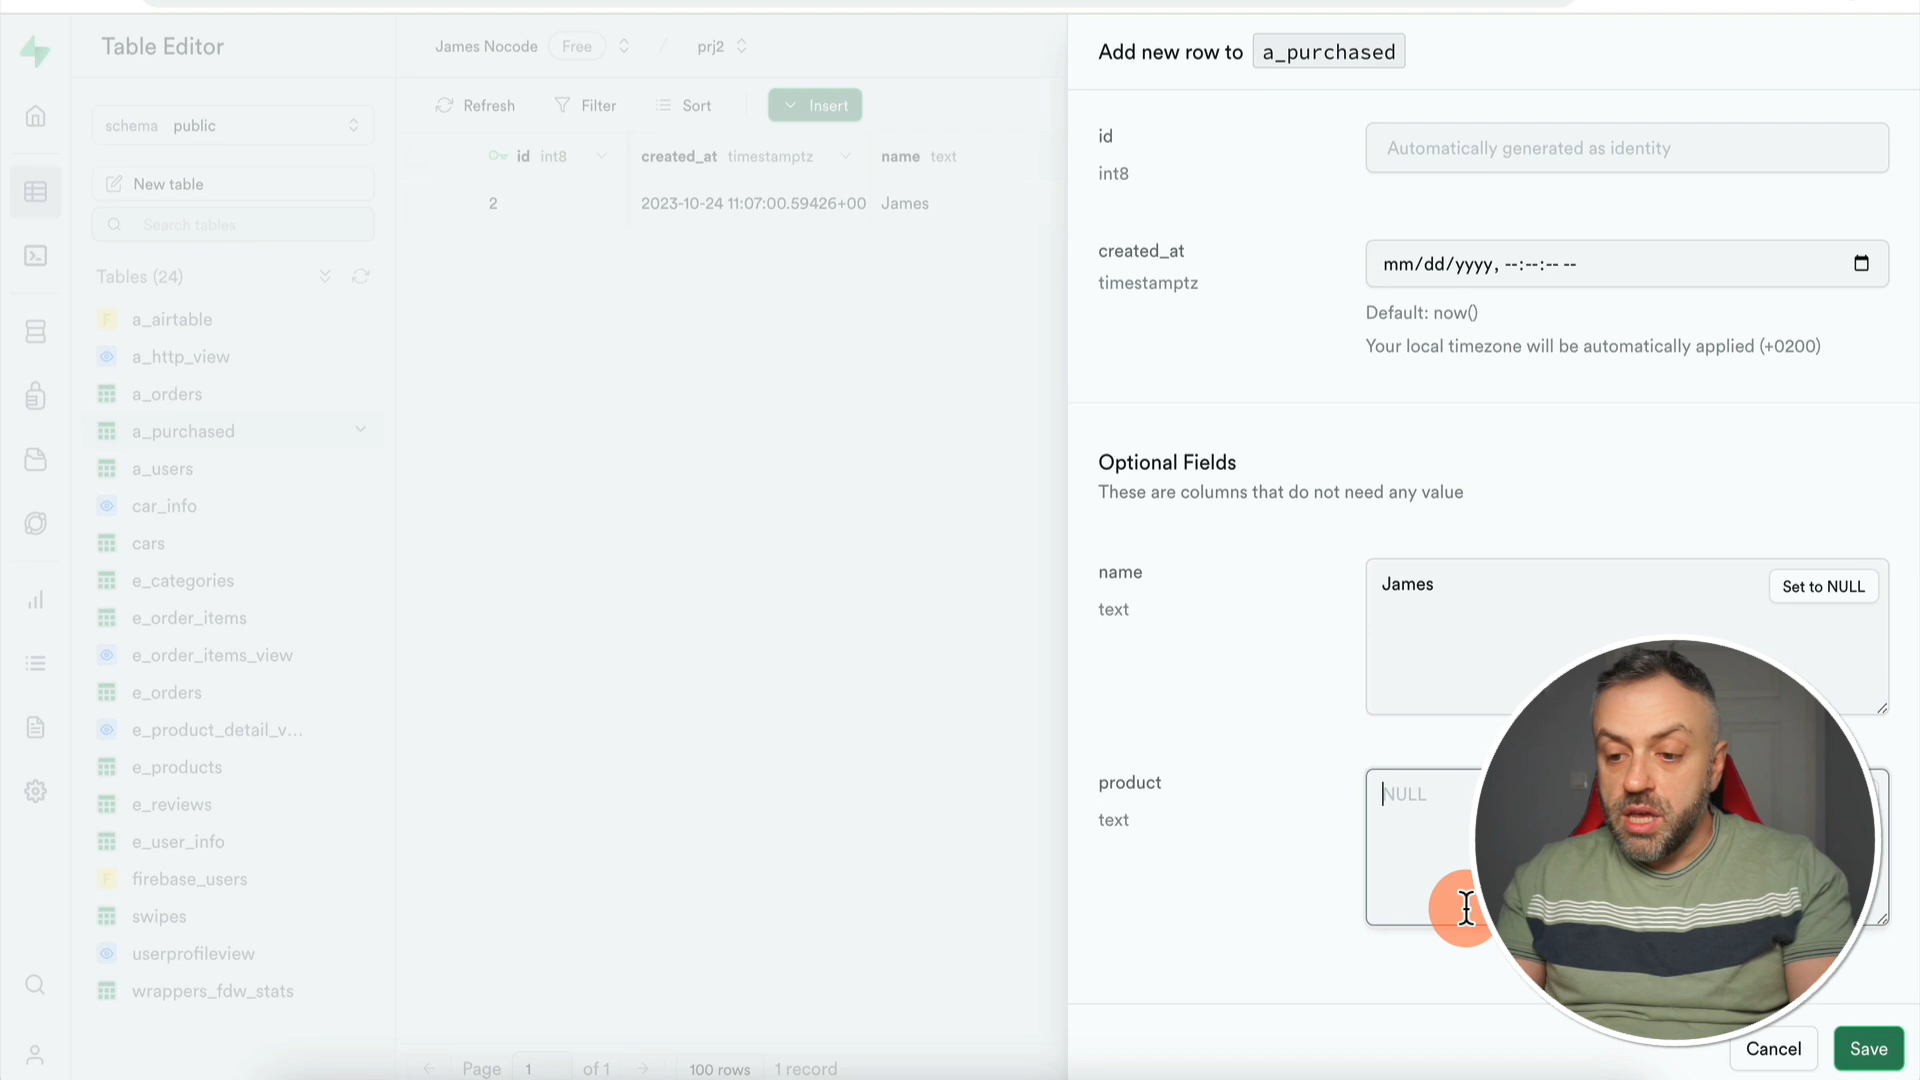 Table Editor
schema public
New table
Search tables
Tables (24)
a_airtable
a_http_view
a_orders
a_purchased
a_users
car_info
cars
e_categories
e_order_items
e_order_items_view
e_orders
e_product_detail_v...
e_products
e_reviews
e_user_info
firebase_users
swipes
userprofileview
wrappers_fdw_stats
James Nocode Free / prj2
Refresh Filter Sort Insert
id int8 created_at timestamptz name text
2 2023-10-24 11:07:00.59426+00 James
Page 1 of 1 100 rows 1 record
Add new row to a_purchased
id
int8
Automatically generated as identity
created_at
timestamptz
mm/dd/yyyy, --:--:-- --
Default: now()
Your local timezone will be automatically applied (+0200)
Optional Fields
These are columns that do not need any value
name
text
James
Set to NULL
product
text
NULL
Cancel Save